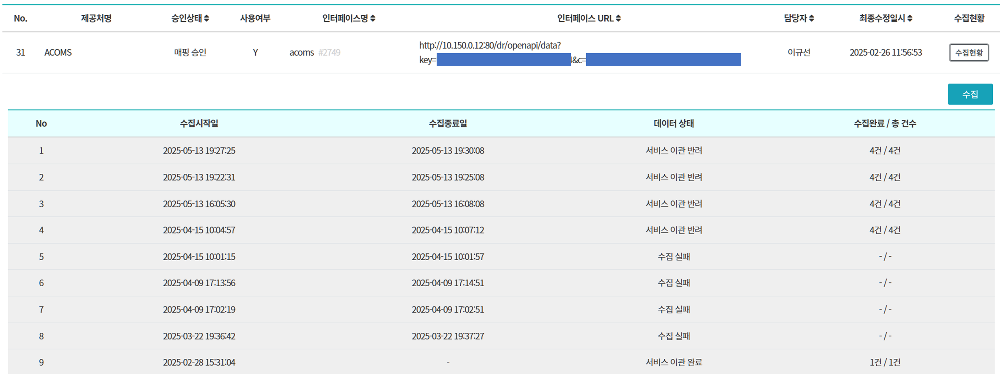 No. 제공처명 승인상태 사용여부 인터페이스명 인터페이스 URL 담당자 최종수정일시 수집현황
31 ACOMS 매핑 승인 Y acoms #2749 http://10.150.0.12:80/dr/openapi/data?
key= &c= 이규선 2025-02-26 11:56:53 수집현황
수집
No 수집시작일 수집종료일 데이터 상태 수집완료 / 총 건수
1 2025-05-13 19:27:25 2025-05-13 19:30:08 서비스 이관 반려 4건 / 4건
2 2025-05-13 19:22:31 2025-05-13 19:25:08 서비스 이관 반려 4건 / 4건
3 2025-05-13 16:05:30 2025-05-13 16:08:08 서비스 이관 반려 4건 / 4건
4 2025-04-15 10:04:57 2025-04-15 10:07:12 서비스 이관 반려 4건 / 4건
5 2025-04-15 10:01:15 2025-04-15 10:01:57 수집 실패 - / -
6 2025-04-09 17:13:56 2025-04-09 17:14:51 수집 실패 - / -
7 2025-04-09 17:02:19 2025-04-09 17:02:51 수집 실패 - / -
8 2025-03-22 19:36:42 2025-03-22 19:37:27 수집 실패 - / -
9 2025-02-28 15:31:04 - 서비스 이관 완료 1건 / 1건